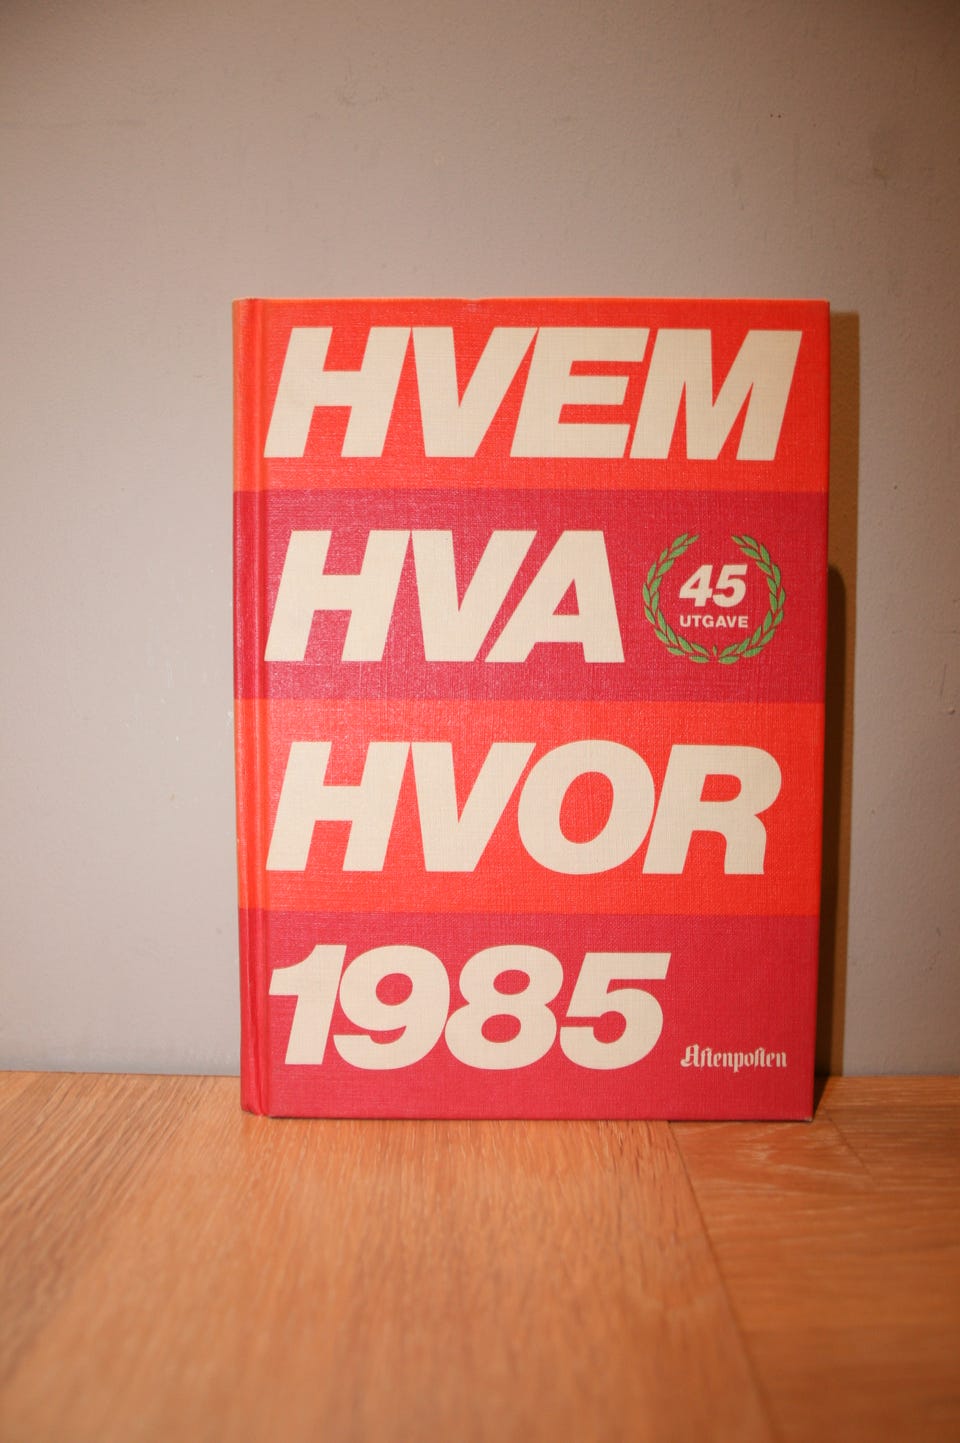 HVEM
HVA
45
UTGAVE
HVOR
1985
Aftenposten